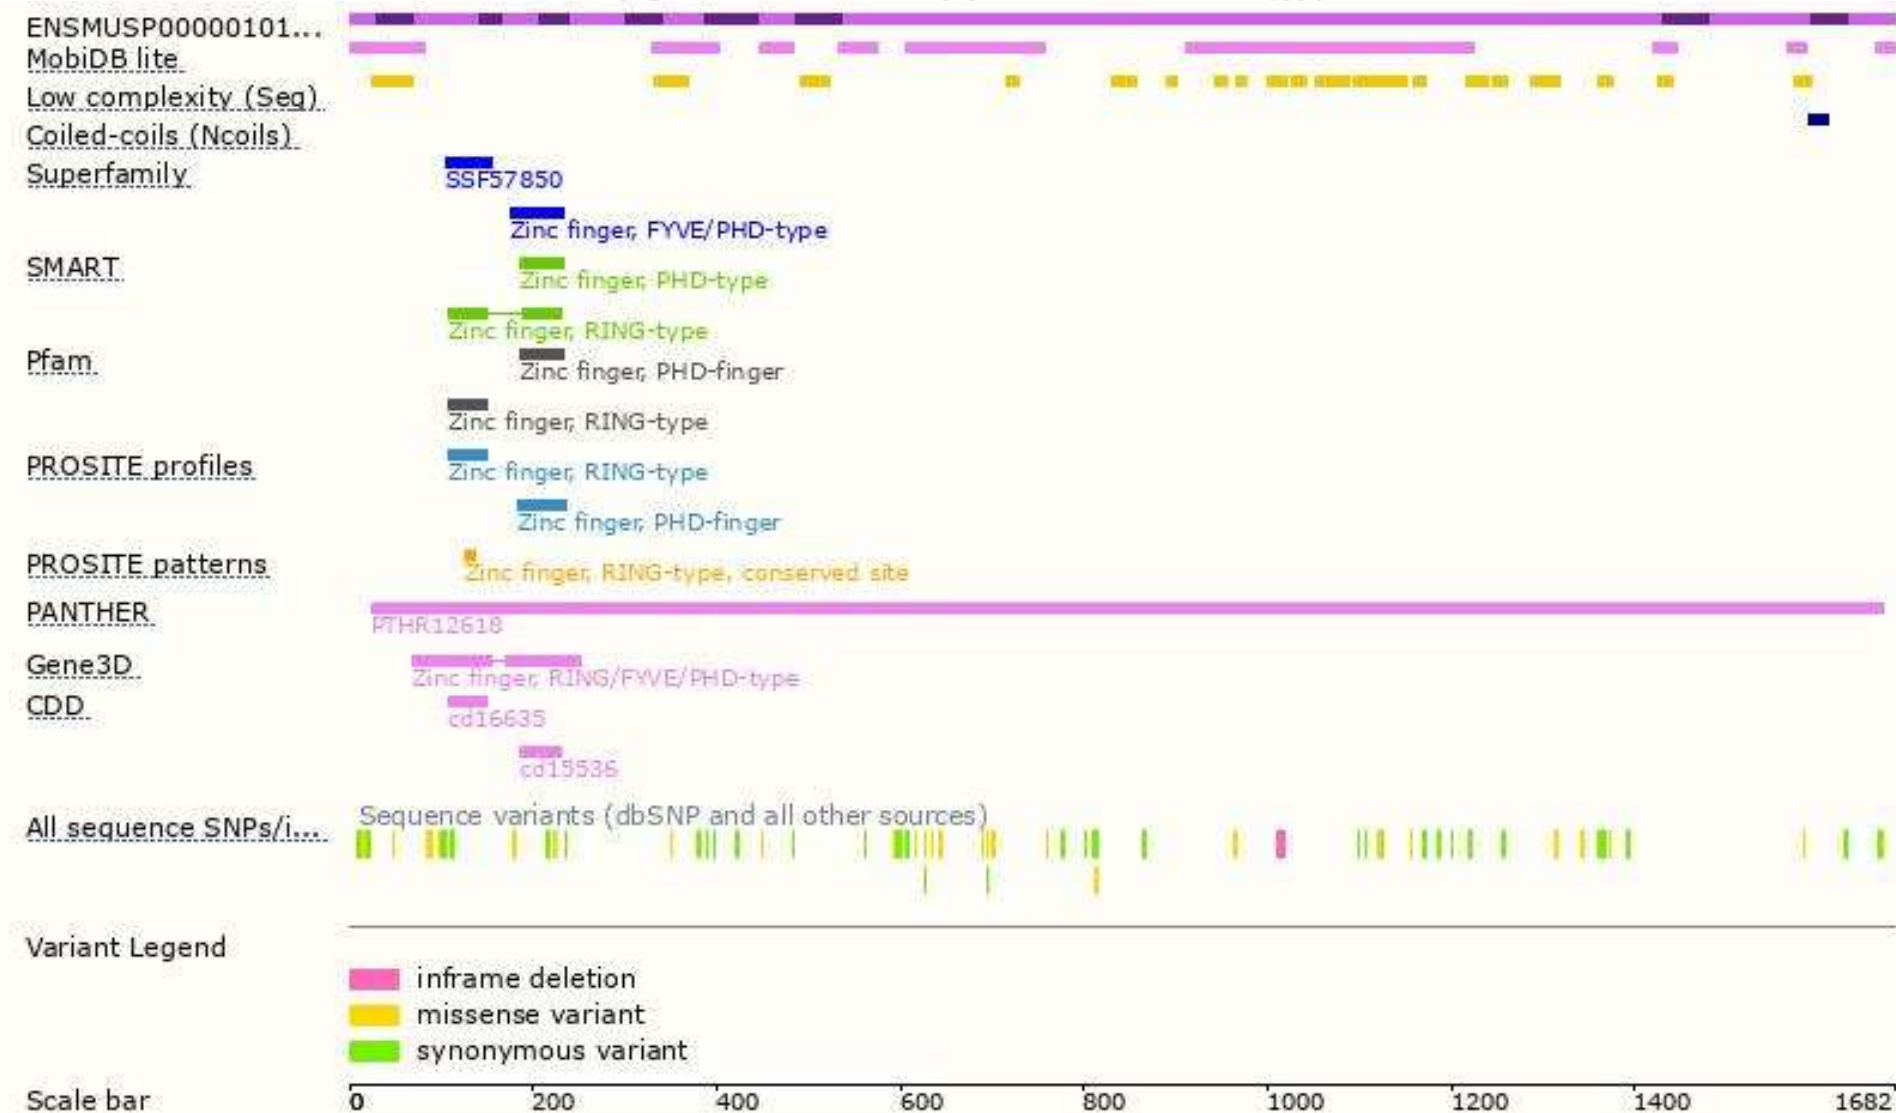 ENSMUSP00000101...
MobiDB lite
Low complexity (Seg)
Coiled-coils (Ncoils)
Superfamily
SSF57850
Zinc finger, FYVE/PHD-type
SMART
Zinc finger, PHD-type
Zinc finger, RING-type
Pfam
Zinc finger, PHD-finger
Zinc finger, RING-type
PROSITE profiles
Zinc finger, RING-type
Zinc finger, PHD-finger
PROSITE patterns
Zinc finger, RING-type, conserved site
PANTHER
PTHR12618
Gene3D
Zinc finger, RING/FYVE/PHD-type
CDD
cd16635
cd15536
Sequence variants (dbSNP and all other sources)
All sequence SNPs/i...
Variant Legend
inframe deletion
missense variant
synonymous variant
Scale bar 0 200 400 600 800 1000 1200 1400 1682